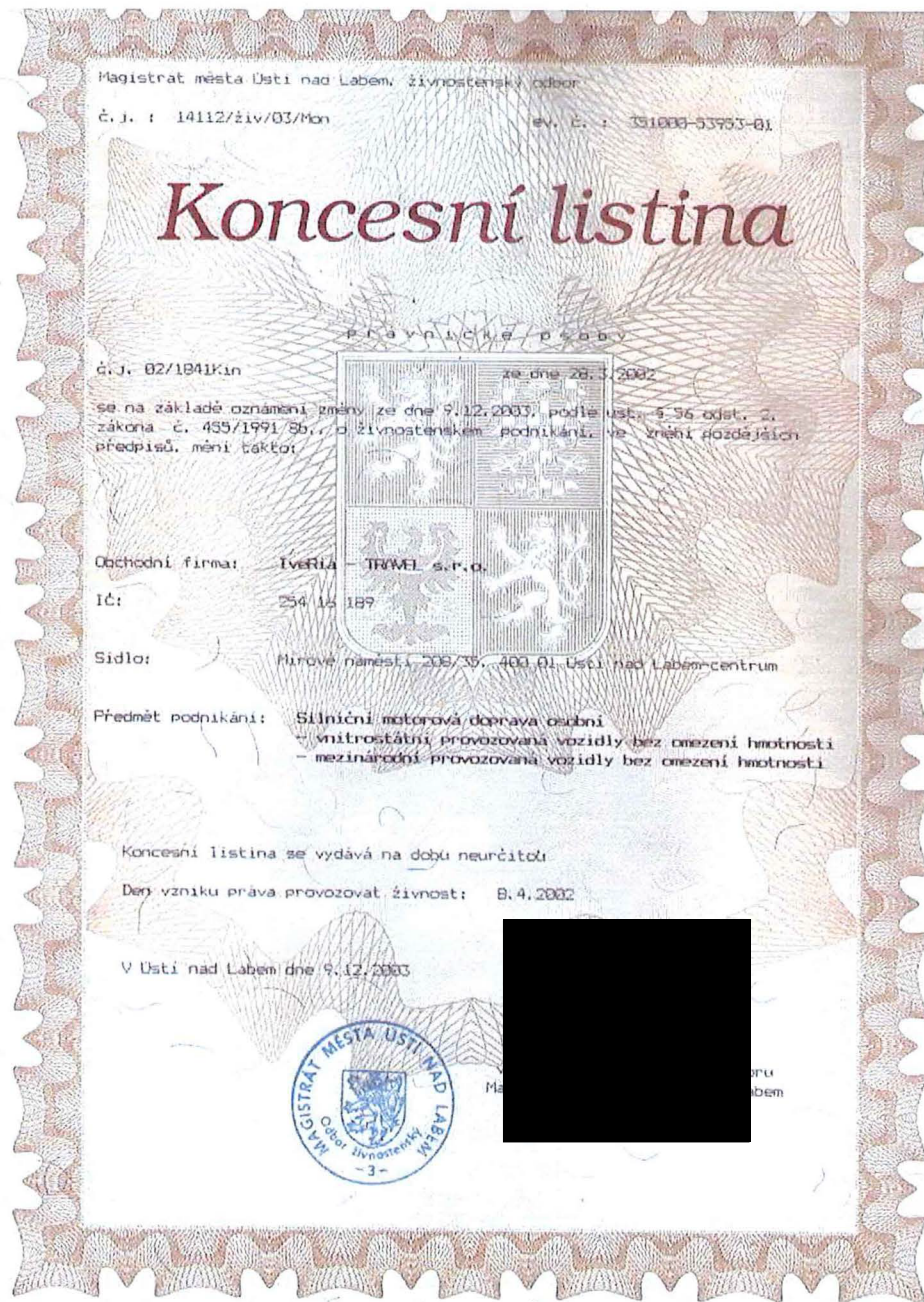 Magistrát města Ústí nad Labem, živnostenský odbor
č.j. : 14112/živ/03/Mon ev. č. : 351000-53953-01
Koncesní listina
právnické osoby
č.j. 02/1841Kin ze dne 28.3.2002
se na základě oznámení změny ze dne 9.12.2003, podle ust. § 56 odst. 2,
zákona č. 455/1991 Sb., o živnostenském podnikání, ve znění pozdějších
předpisů, mění takto:
Obchodní firma: IveRia - TRAVEL s.r.o.
IČ: 254 16 189
Sídlo: Mírové náměstí 208/35, 400 01 Ústí nad Labem-centrum
Předmět podnikání: Silniční motorová doprava osobní
- vnitrostátní provozovaná vozidly bez omezení hmotnosti
- mezinárodní provozovaná vozidly bez omezení hmotnosti
Koncesní listina se vydává na dobu neurčitou
Den vzniku práva provozovat živnost: 8.4.2002
V Ústí nad Labem dne 9.12.2003
MAGISTRÁT MĚSTA ÚSTÍ NAD LABEM
Odbor živnostenský
-3-
oru
Ma abem